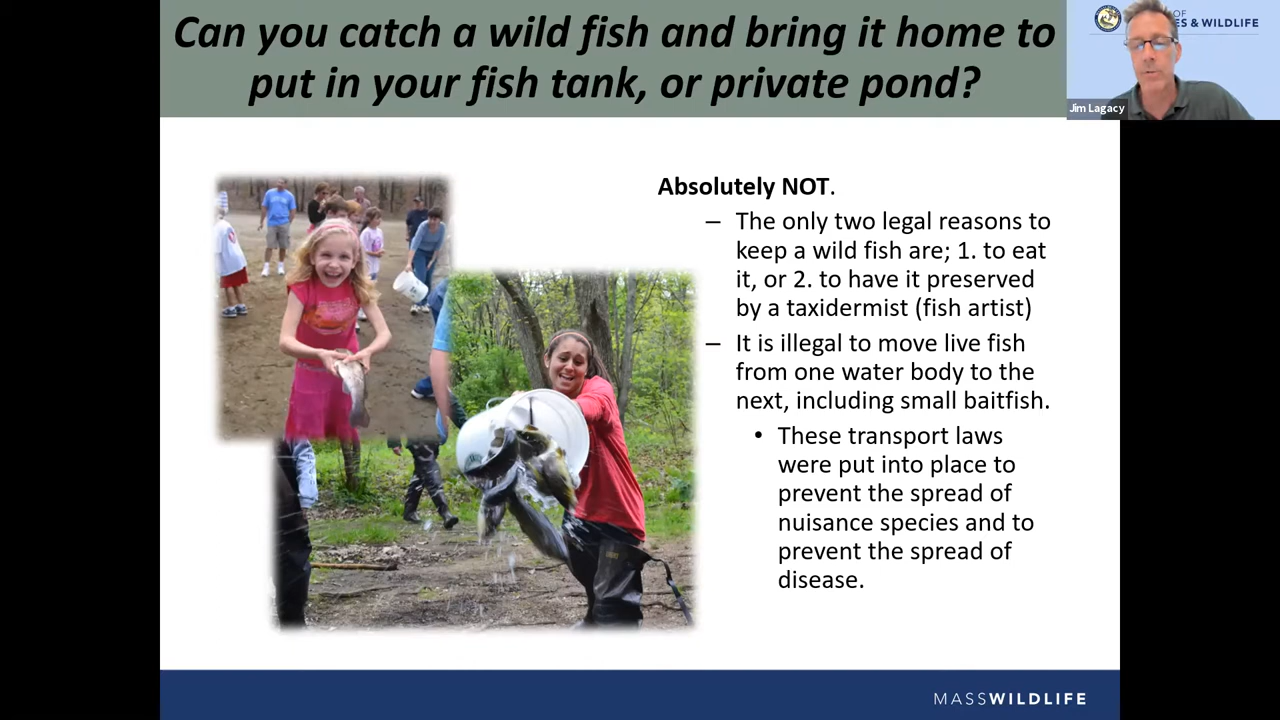 Can you catch a wild fish and bring it home to
put in your fish tank, or private pond?
OF
ES & WILDLIFE
Jim Lagacy
Absolutely NOT.
– The only two legal reasons to
keep a wild fish are; 1. to eat
it, or 2. to have it preserved
by a taxidermist (fish artist)
– It is illegal to move live fish
from one water body to the
next, including small baitfish.
• These transport laws
were put into place to
prevent the spread of
nuisance species and to
prevent the spread of
disease.
MASSWILDLIFE